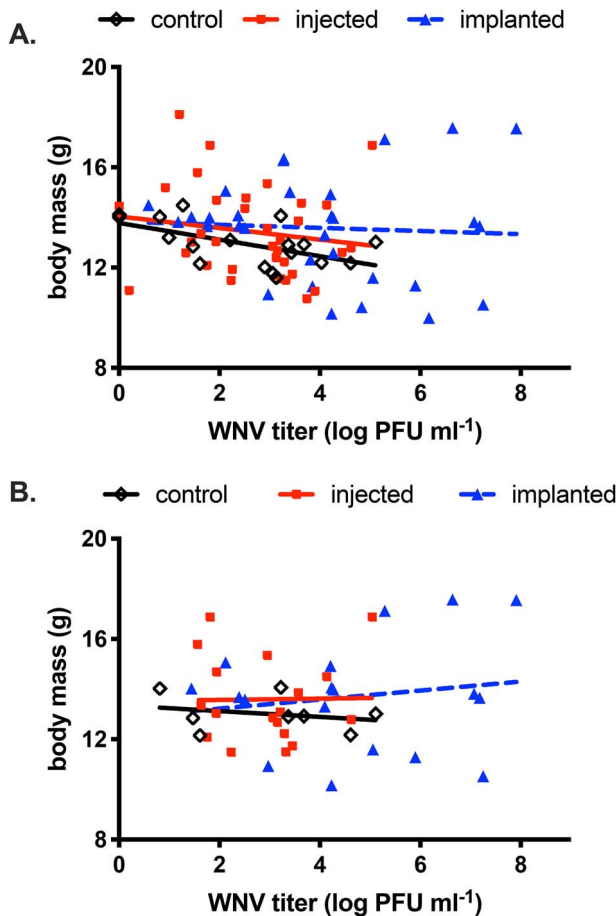 A.
control injected implanted
20
16
12
8
body mass (g)
0 2 4 6 8
WNV titer (log PFU ml⁻¹)
B.
control injected implanted
20
16
12
8
body mass (g)
0 2 4 6 8
WNV titer (log PFU ml⁻¹)